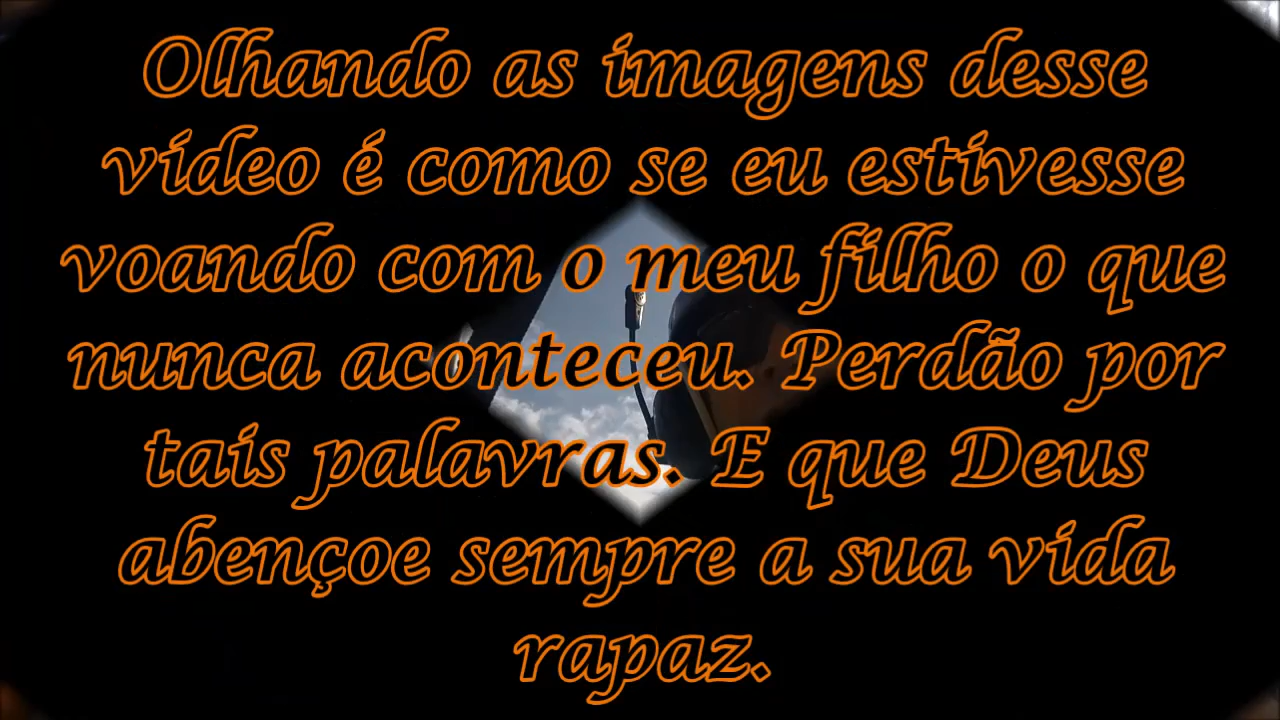 Olhando as imagens desse
vídeo é como se eu estivesse
voando com o meu filho o que
nunca aconteceu. Perdão por
tais palavras. E que Deus
abençoe sempre a sua vida
rapaz.